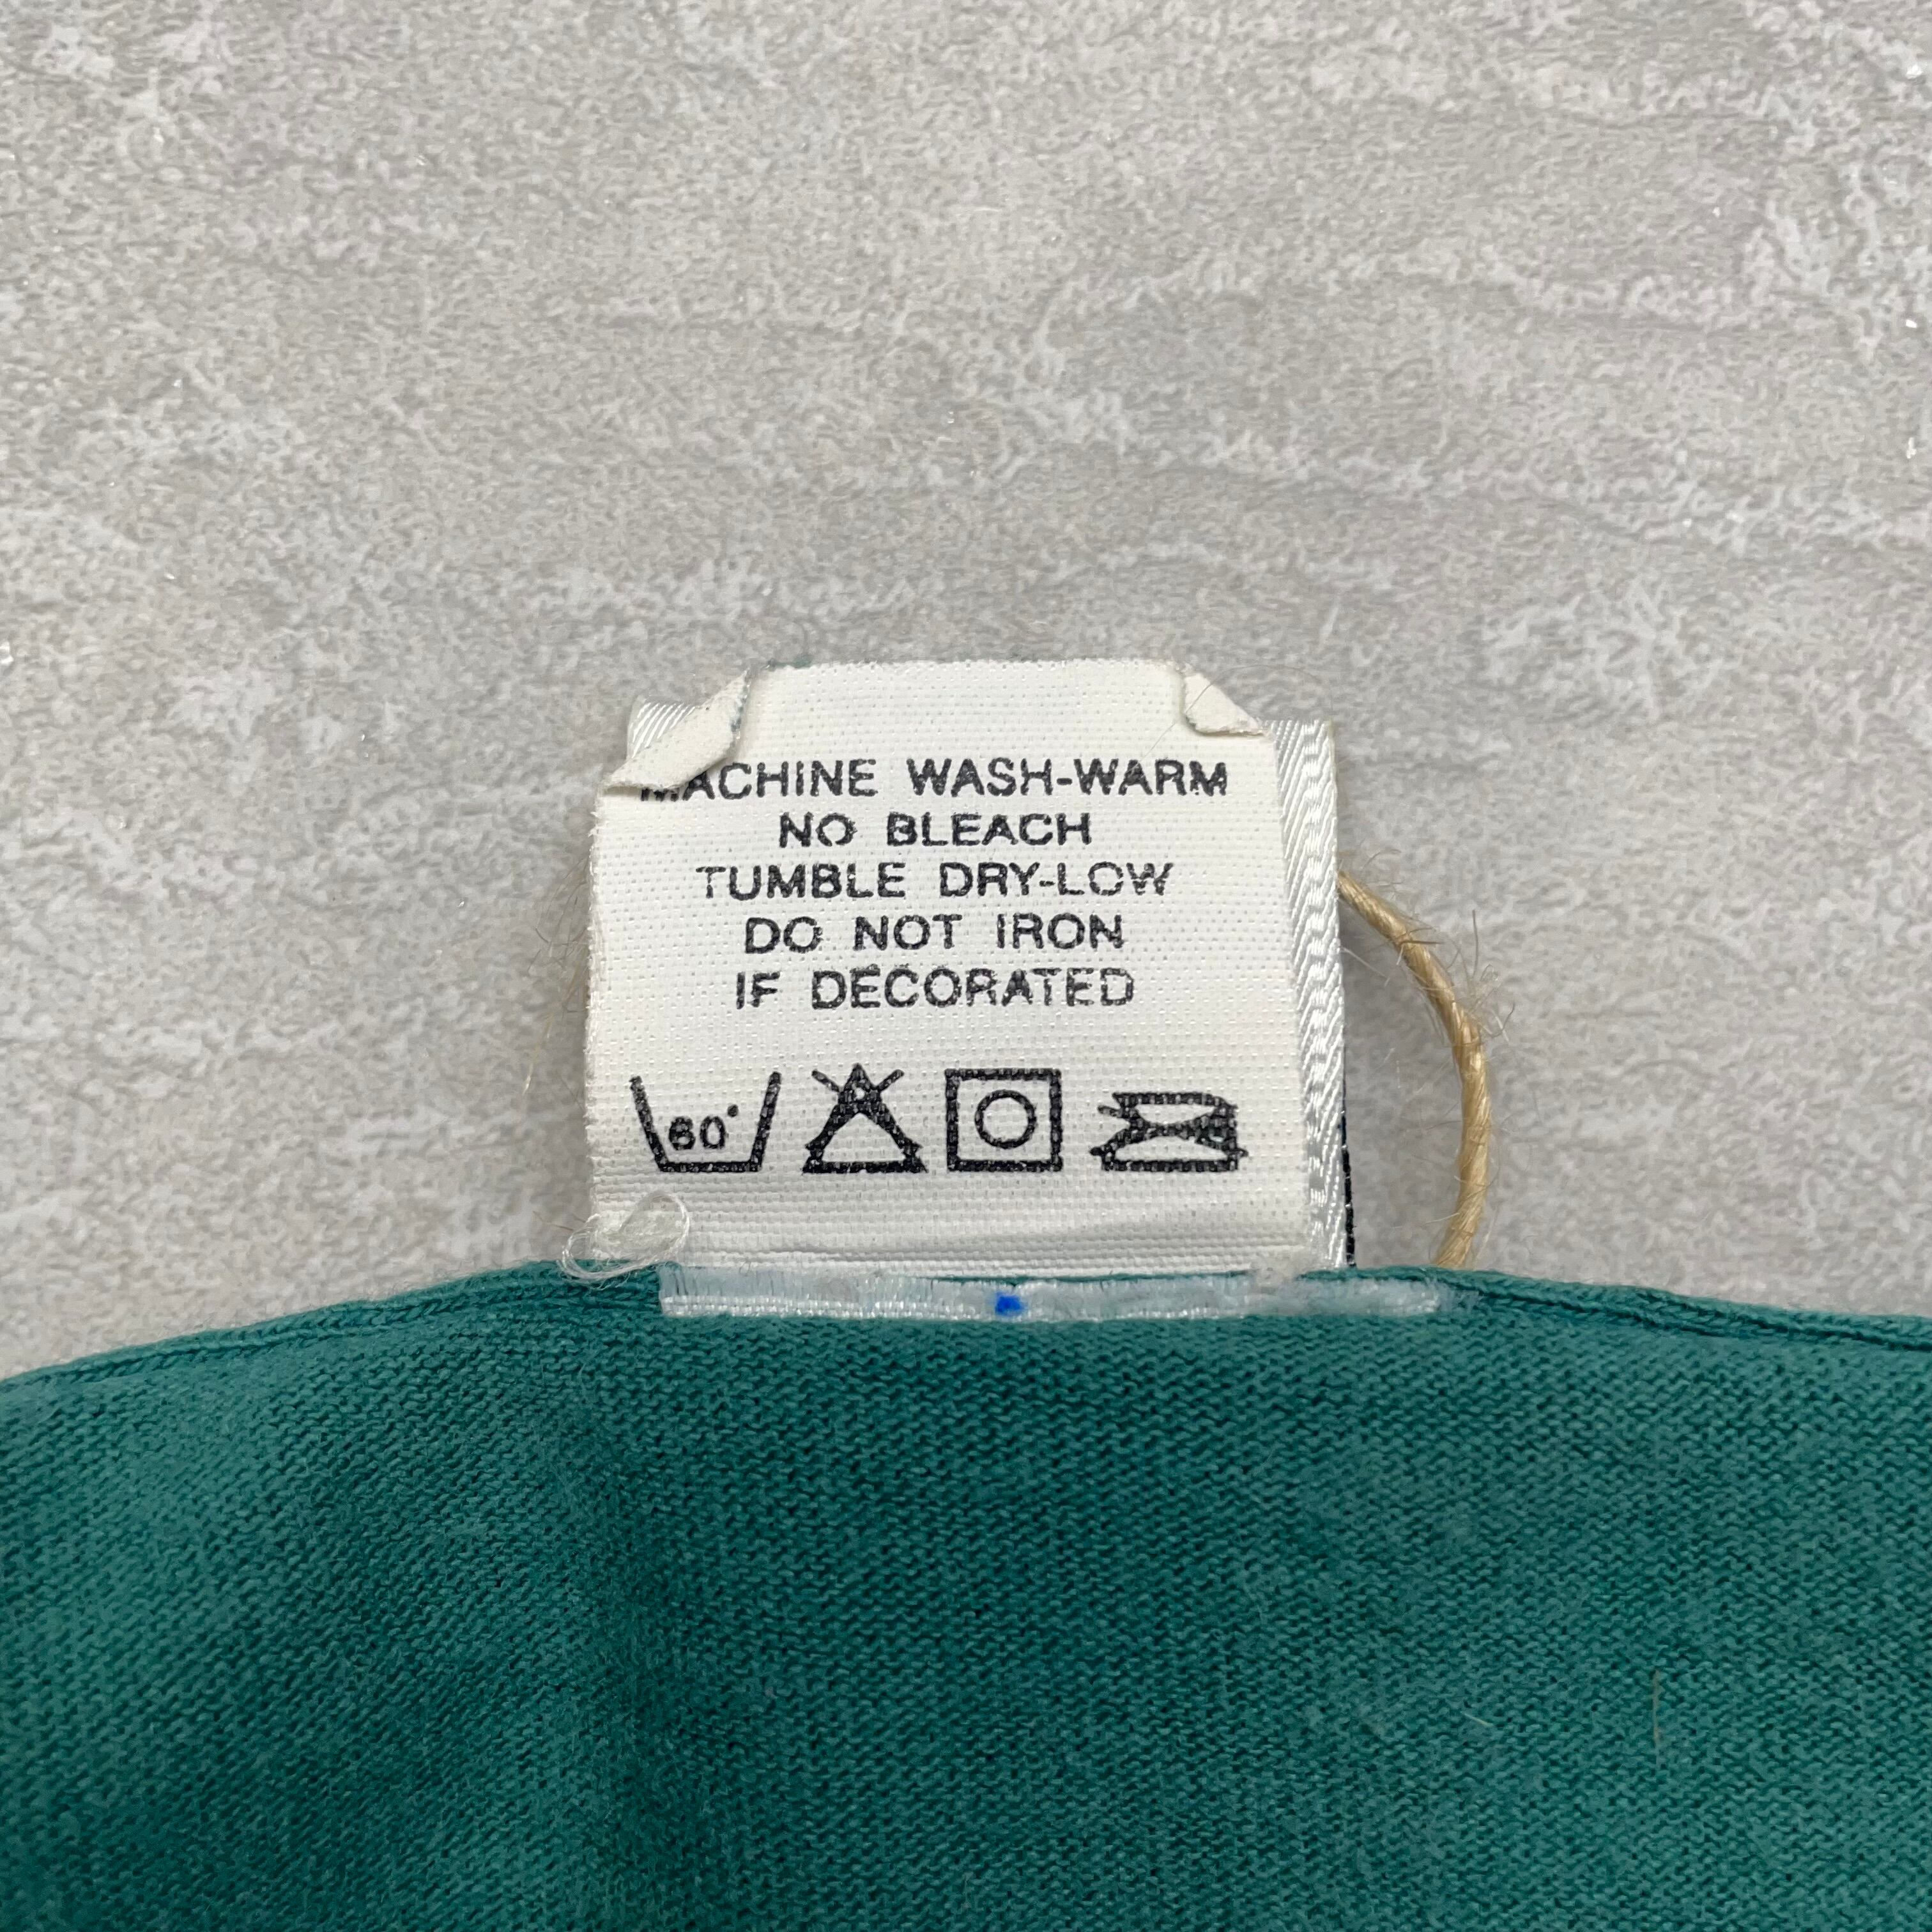 MACHINE WASH-WARM
NO BLEACH
TUMBLE DRY-LOW
DO NOT IRON
IF DECORATED
60°